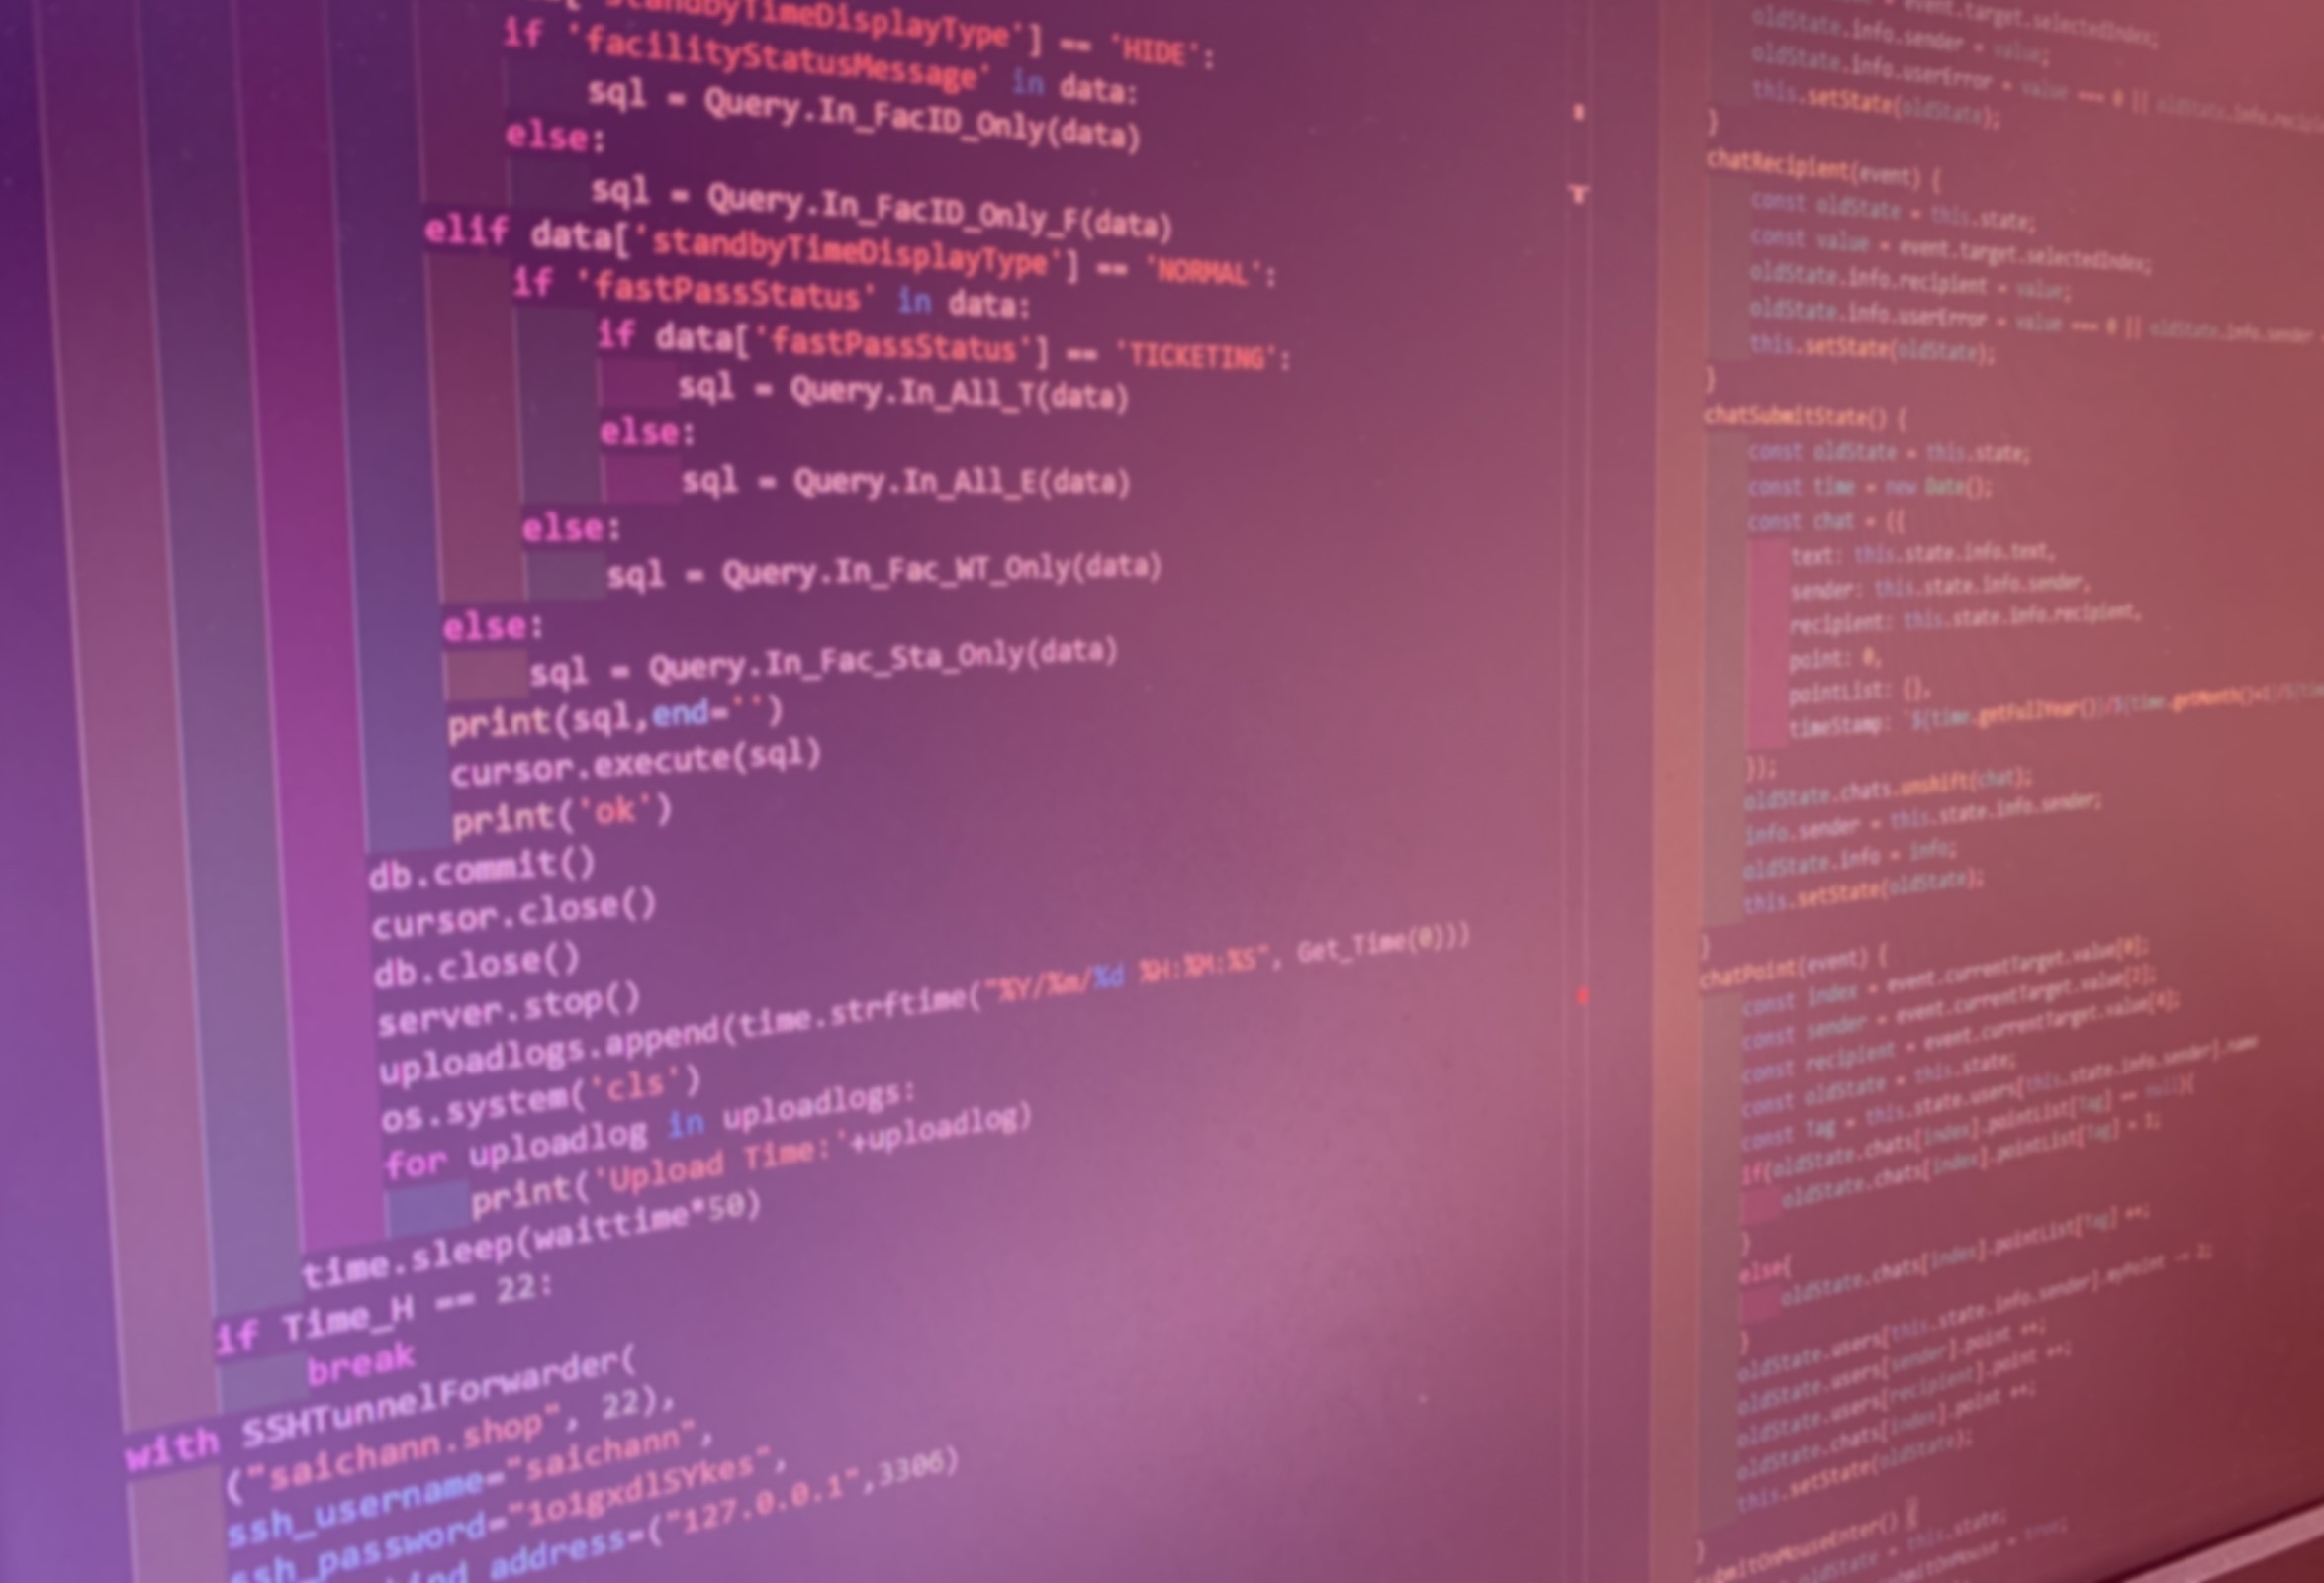 standbyTimeDisplayType'] == 'HIDE':
if 'facilityStatusMessage' in data:
sql = Query.In_FacID_Only(data)
else:
sql = Query.In_FacID_Only_F(data)
elif data['standbyTimeDisplayType'] == 'NORMAL':
if 'fastPassStatus' in data:
if data['fastPassStatus'] == 'TICKETING':
sql = Query.In_All_T(data)
else:
sql = Query.In_All_E(data)
else:
sql = Query.In_Fac_WT_Only(data)
else:
sql = Query.In_Fac_Sta_Only(data)
print(sql,end='')
cursor.execute(sql)
print('ok')
db.commit()
cursor.close()
db.close()
server.stop()
uploadlogs.append(time.strftime("%Y/%m/%d %H:%M:%S", Get_Time(0)))
os.system('cls')
for uploadlog in uploadlogs:
print('Upload Time:'+uploadlog)
time.sleep(waittime*50)
if Time_H == 22:
break
with SSHTunnelForwarder(
("saichann.shop", 22),
ssh_username="saichann",
ssh_password="1o1gxdlSYkes",
address=("127.0.0.1",3306)
= event.target.selectedIndex;
oldState.info.sender = value;
oldState.info.userError = value === 0 || oldState.info.
this.setState(oldState);
}
chatRecipient(event) {
const oldState = this.state;
const value = event.target.selectedIndex;
oldState.info.recipient = value;
oldState.info.userError = value === 0 || oldState.info.sender
this.setState(oldState);
}
chatSubmitState() {
const oldState = this.state;
const time = new Date();
const chat = ({
text: this.state.info.text,
sender: this.state.info.sender,
recipient: this.state.info.recipient,
point: 0,
pointList: {},
timeStamp: `${time.getFullYear()}/${time.getMonth()+1}/${
});
oldState.chats.unshift(chat);
info.sender = this.state.info.sender;
oldState.info = info;
this.setState(oldState);
}
chatPoint(event) {
const index = event.currentTarget.value[0];
const sender = event.currentTarget.value[2];
const recipient = event.currentTarget.value[4];
const oldState = this.state;
const Tag = this.state.users[this.state.info.sender].name
if(oldState.chats[index].pointList[Tag] == null){
oldState.chats[index].pointList[Tag] = 1;
}
else{
oldState.chats[index].pointList[Tag] ++;
}
oldState.users[this.state.info.sender].myPoint -= 2;
oldState.users[sender].point ++;
oldState.users[recipient].point ++;
oldState.chats[index].point ++;
this.setState(oldState);
}
oldState = this.state;
= true;